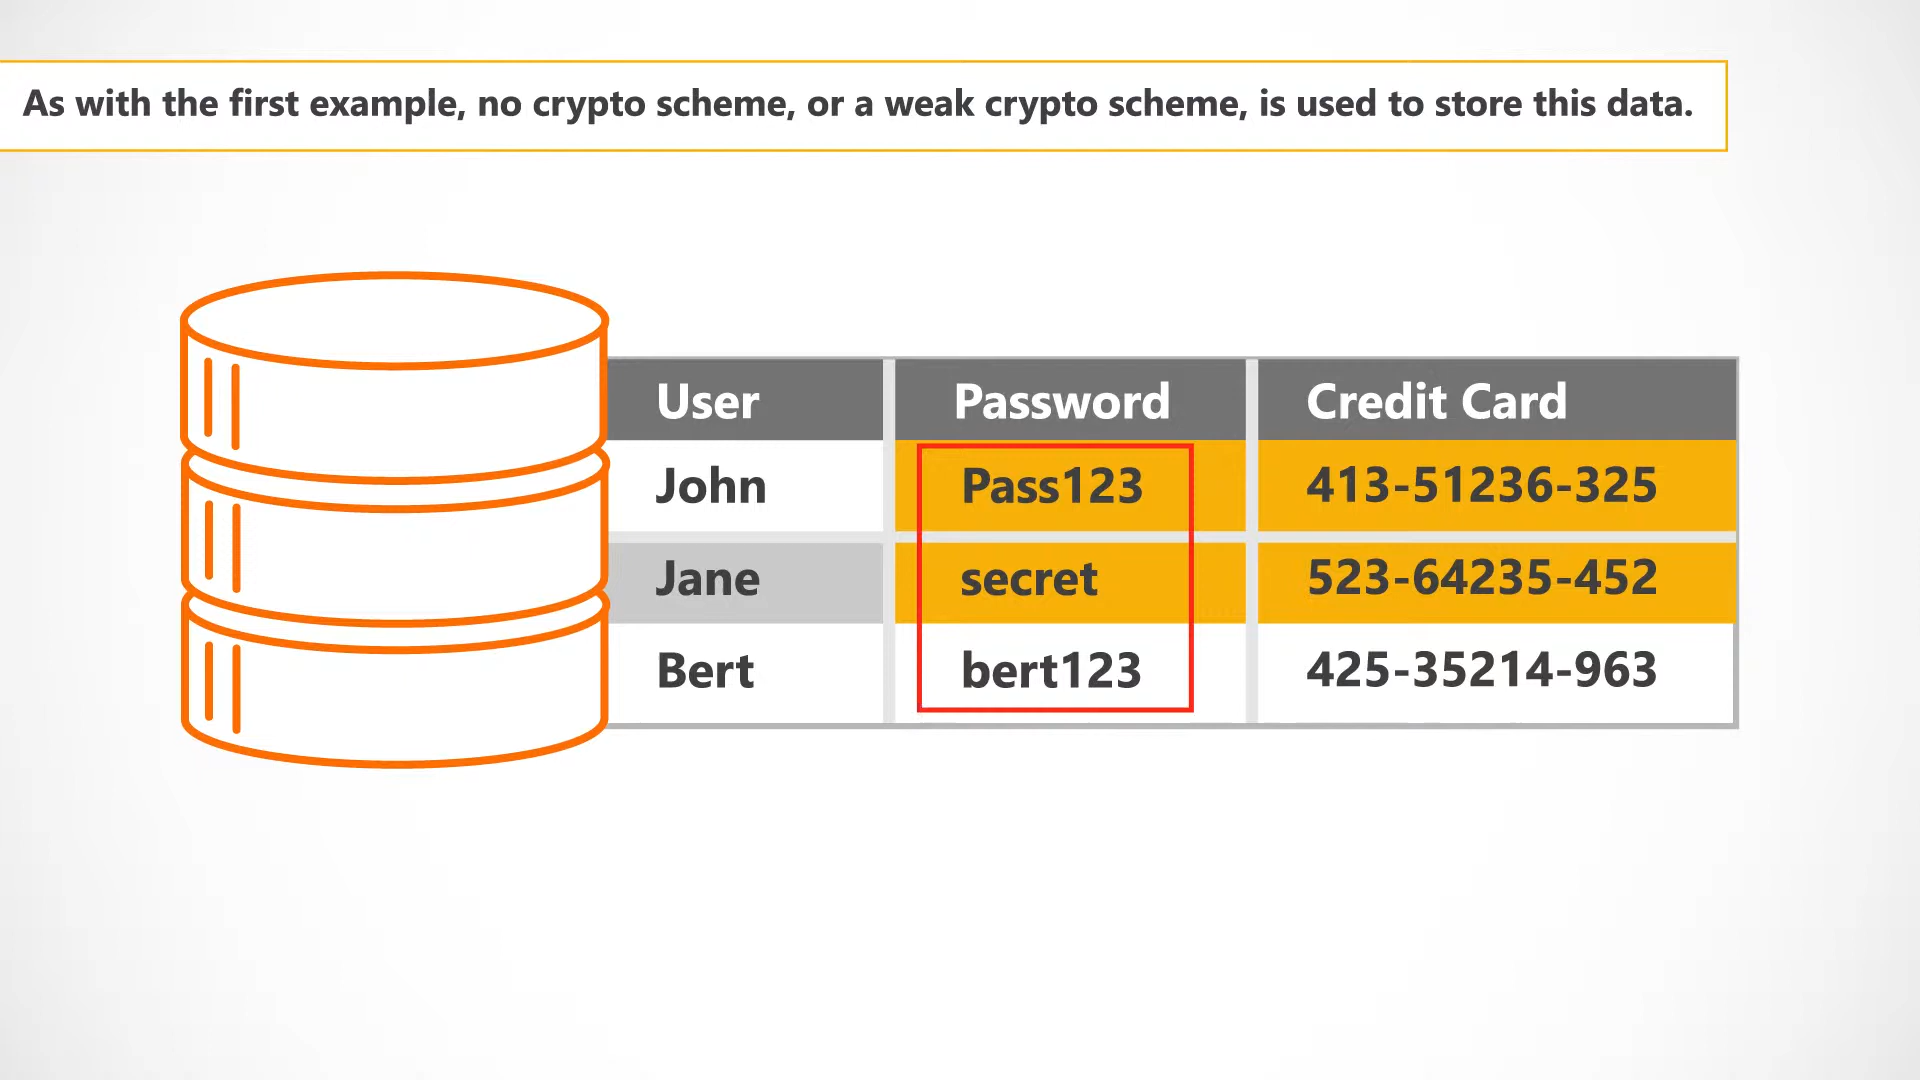 As with the first example, no crypto scheme, or a weak crypto scheme, is used to store this data.
User Password Credit Card
John Pass123 413-51236-325
Jane secret 523-64235-452
Bert bert123 425-35214-963